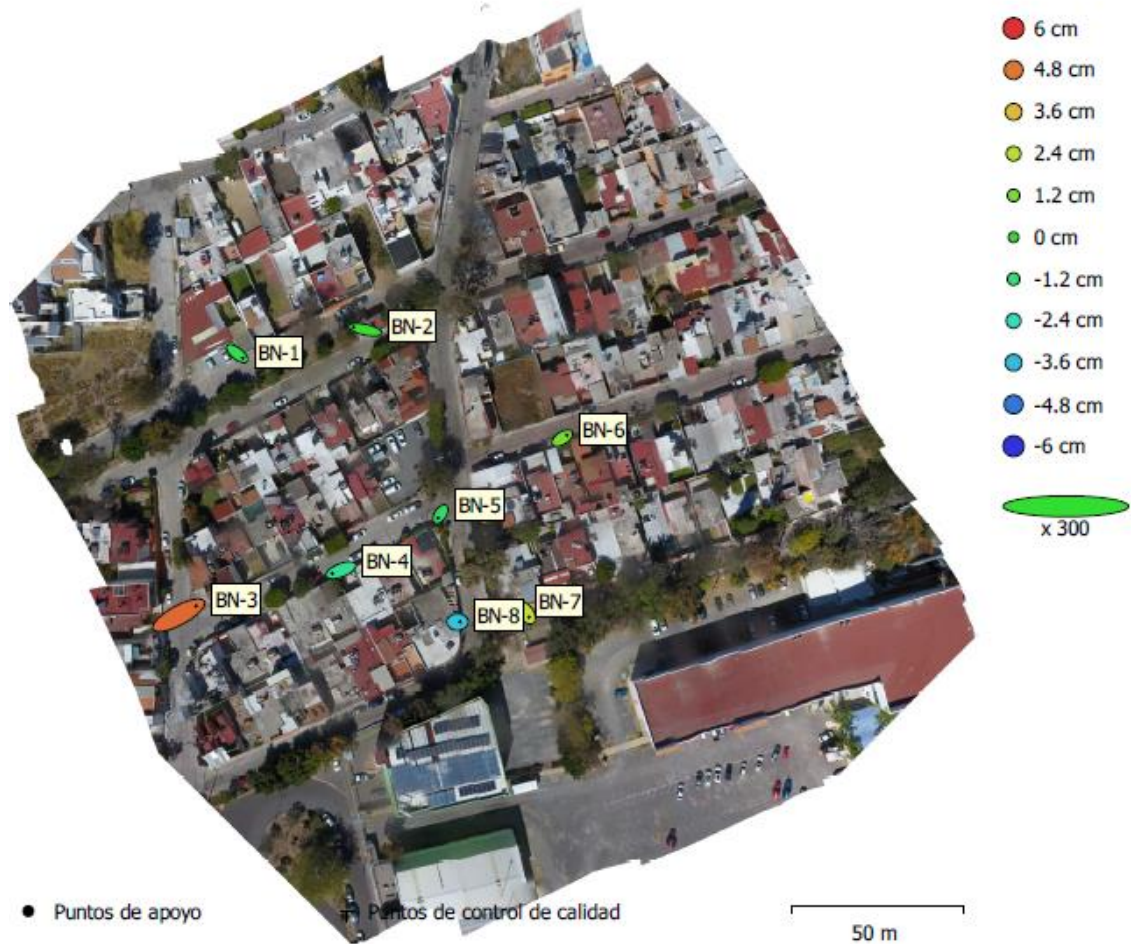 6 cm
4.8 cm
3.6 cm
2.4 cm
1.2 cm
0 cm
-1.2 cm
-2.4 cm
-3.6 cm
-4.8 cm
-6 cm
x 300
BN-2
BN-1
BN-6
BN-5
BN-4
BN-3
BN-7
BN-8
Puntos de apoyo
Puntos de control de calidad
50 m